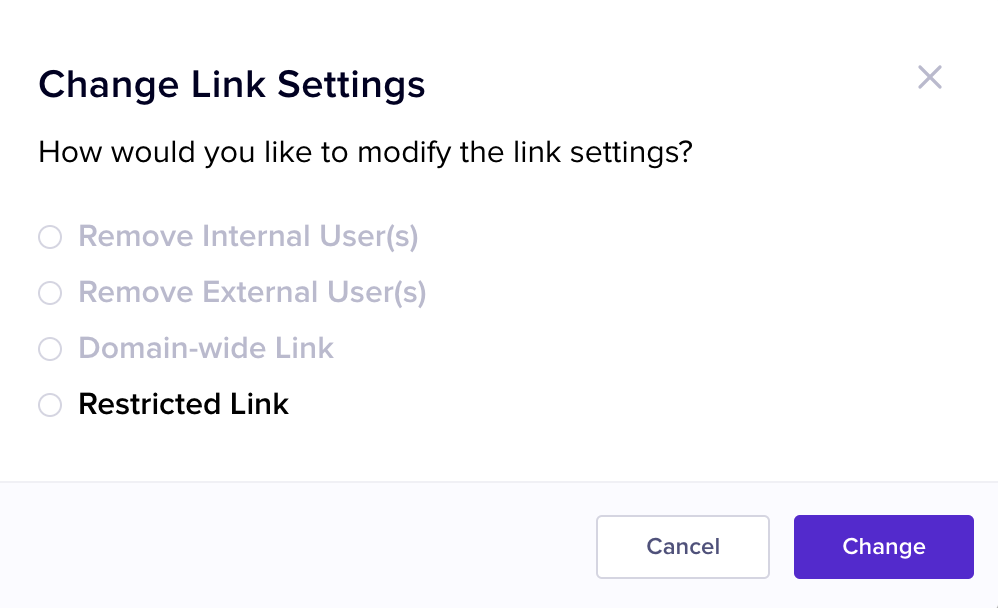 Change Link Settings
How would you like to modify the link settings?
Remove Internal User(s)
Remove External User(s)
Domain-wide Link
Restricted Link
Cancel
Change